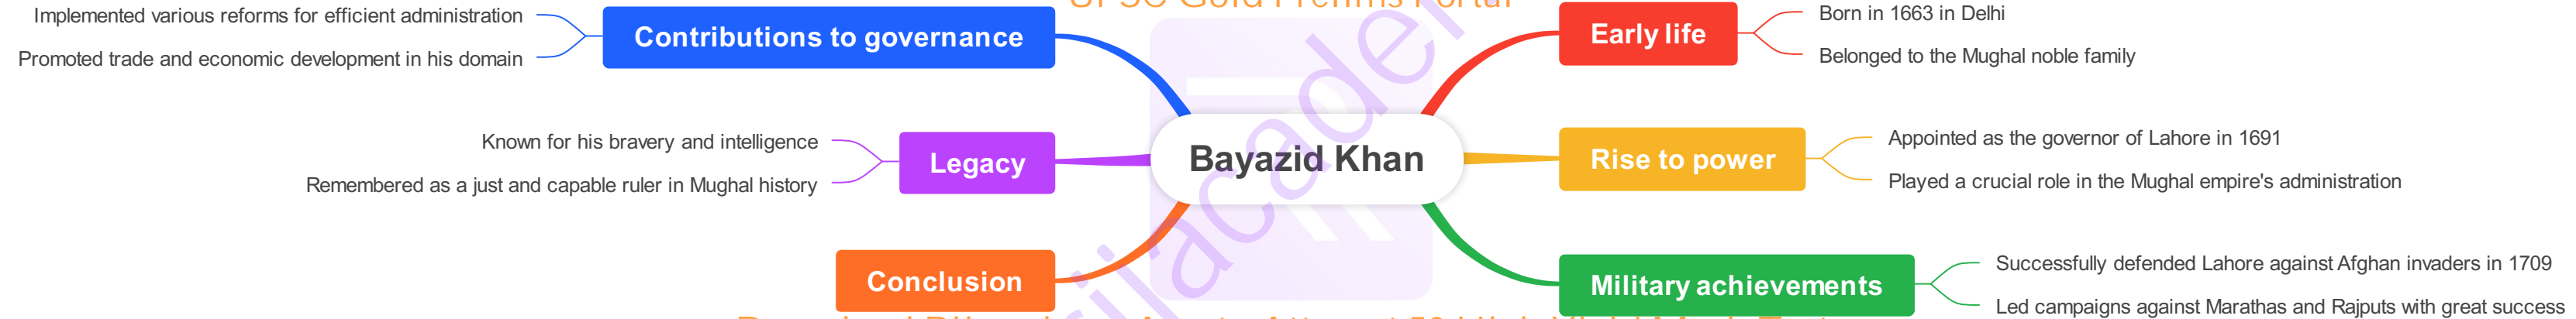 UPSC Gold Prelims Portal
Bayazid Khan
Early life
Born in 1663 in Delhi
Belonged to the Mughal noble family
Rise to power
Appointed as the governor of Lahore in 1691
Played a crucial role in the Mughal empire's administration
Military achievements
Successfully defended Lahore against Afghan invaders in 1709
Led campaigns against Marathas and Rajputs with great success
Contributions to governance
Implemented various reforms for efficient administration
Promoted trade and economic development in his domain
Legacy
Known for his bravery and intelligence
Remembered as a just and capable ruler in Mughal history
Conclusion